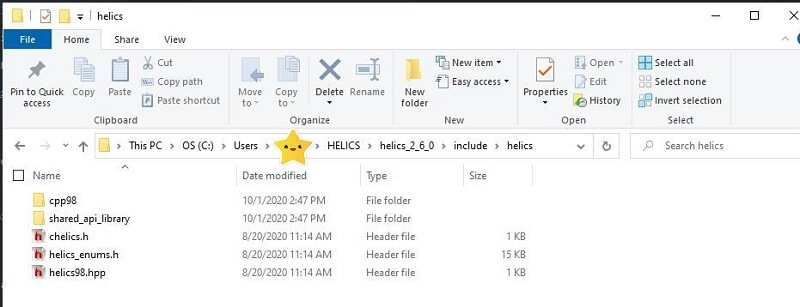 helics
File Home Share View
Pin to Quick access
Copy
Paste
Cut
Copy path
Paste shortcut
Clipboard
Move to
Copy to
Delete
Rename
Organize
New folder
New item
Easy access
New
Properties
Open
Edit
History
Open
Select all
Select none
Invert selection
Select
This PC > OS (C:) > Users > HELICS > helics_2_6_0 > include > helics
Search helics
Name Date modified Type Size
cpp98 10/1/2020 2:47 PM File folder
shared_api_library 10/1/2020 2:47 PM File folder
chelics.h 8/20/2020 11:14 AM Header file 1 KB
helics_enums.h 8/20/2020 11:14 AM Header file 15 KB
helics98.hpp 8/20/2020 11:14 AM Header file 1 KB